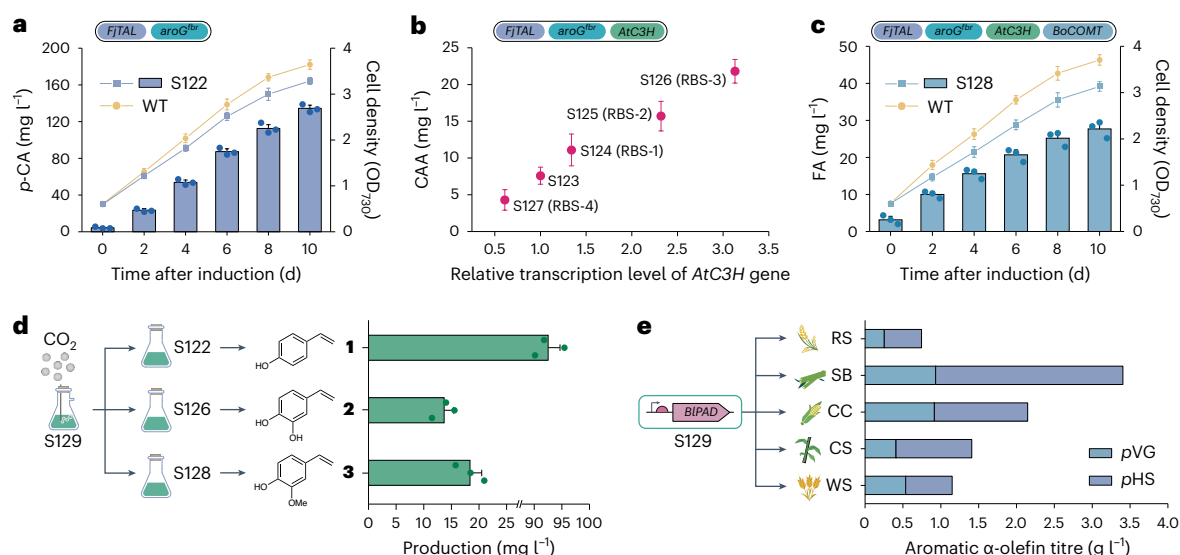 a
FjTAL aroG^fbr
p-CA (mg l⁻¹)
200
160
120
80
40
0
S122
WT
4
3
2
1
0
Cell density (OD₇₃₀)
0 2 4 6 8 10
Time after induction (d)
b
FjTAL aroG^fbr AtC3H
CAA (mg l⁻¹)
25
20
15
10
5
0
S126 (RBS-3)
S125 (RBS-2)
S124 (RBS-1)
S123
S127 (RBS-4)
0.5 1.0 1.5 2.0 2.5 3.0 3.5
Relative transcription level of AtC3H gene
c
FjTAL aroG^fbr AtC3H BoCOMT
FA (mg l⁻¹)
50
40
30
20
10
0
S128
WT
4
3
2
1
0
Cell density (OD₇₃₀)
0 2 4 6 8 10
Time after induction (d)
d
CO₂
S129
S122
HO
1
S126
HO
OH
2
S128
HO
OMe
3
0 5 10 15 20 25 90 95 100
Production (mg l⁻¹)
e
BlPAD
S129
RS
SB
CC
CS
WS
pVG
pHS
0 0.5 1.0 1.5 2.0 2.5 3.0 3.5 4.0
Aromatic α-olefin titre (g l⁻¹)